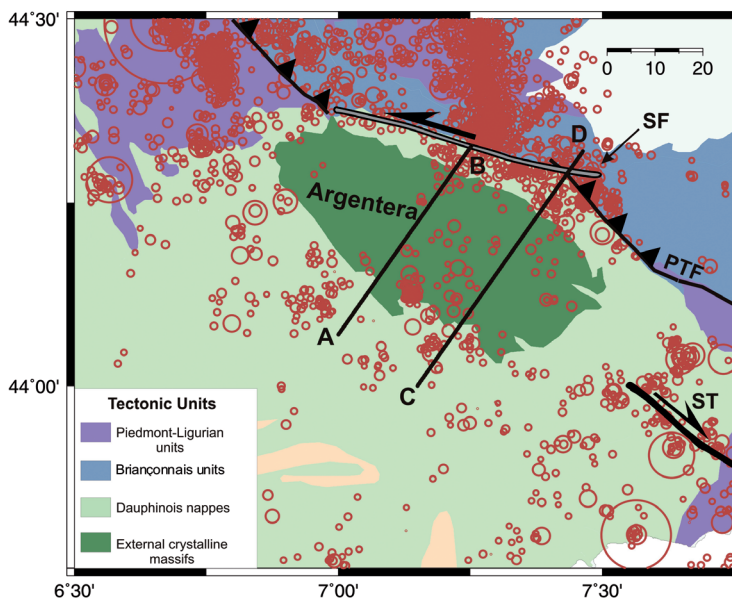 44°30'
0 10 20
D
SF
B
Argentera
PTF
A
44°00'
C
ST
Tectonic Units
Piedmont-Ligurian
units
Briançonnais units
Dauphinois nappes
External crystalline
massifs
6°30'
7°00'
7°30'